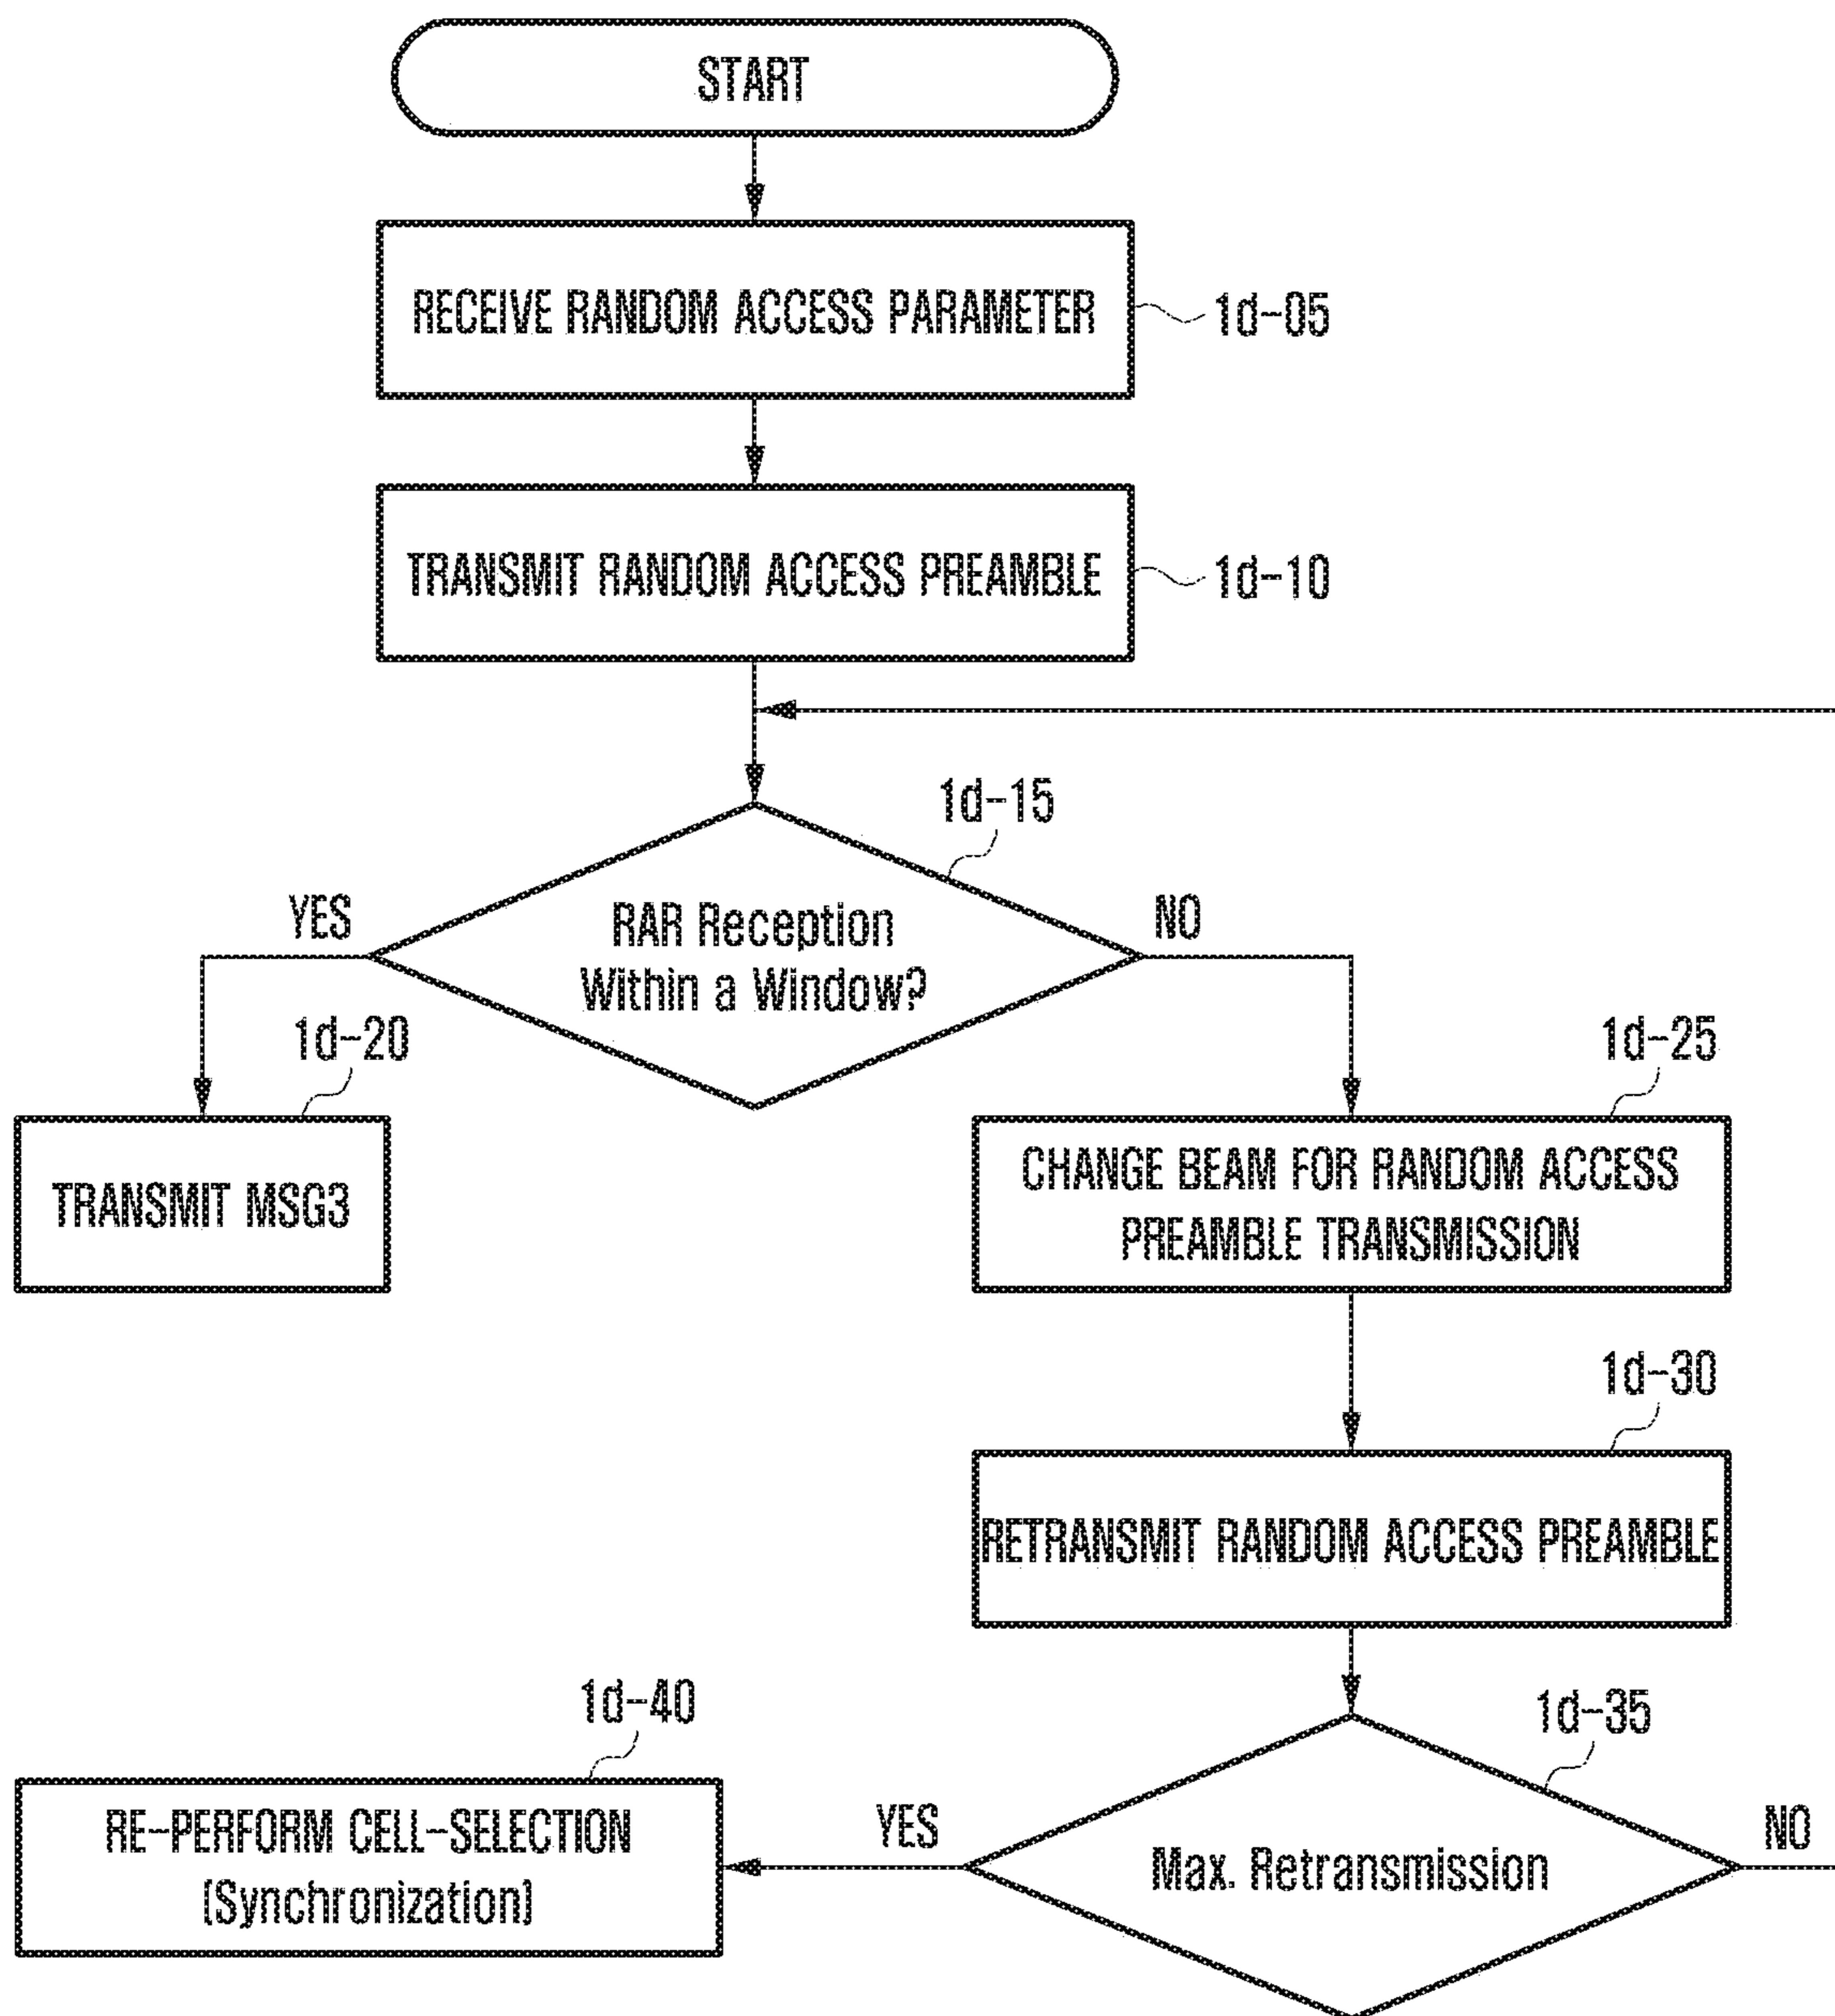 START
RECEIVE RANDOM ACCESS PARAMETER
1d-05
TRANSMIT RANDOM ACCESS PREAMBLE
1d-10
1d-15
YES
RAR Reception
Within a Window?
NO
1d-20
TRANSMIT MSG3
1d-25
CHANGE BEAM FOR RANDOM ACCESS
PREAMBLE TRANSMISSION
1d-30
RETRANSMIT RANDOM ACCESS PREAMBLE
1d-35
1d-40
RE-PERFORM CELL-SELECTION
(Synchronization)
YES
Max. Retransmission
NO